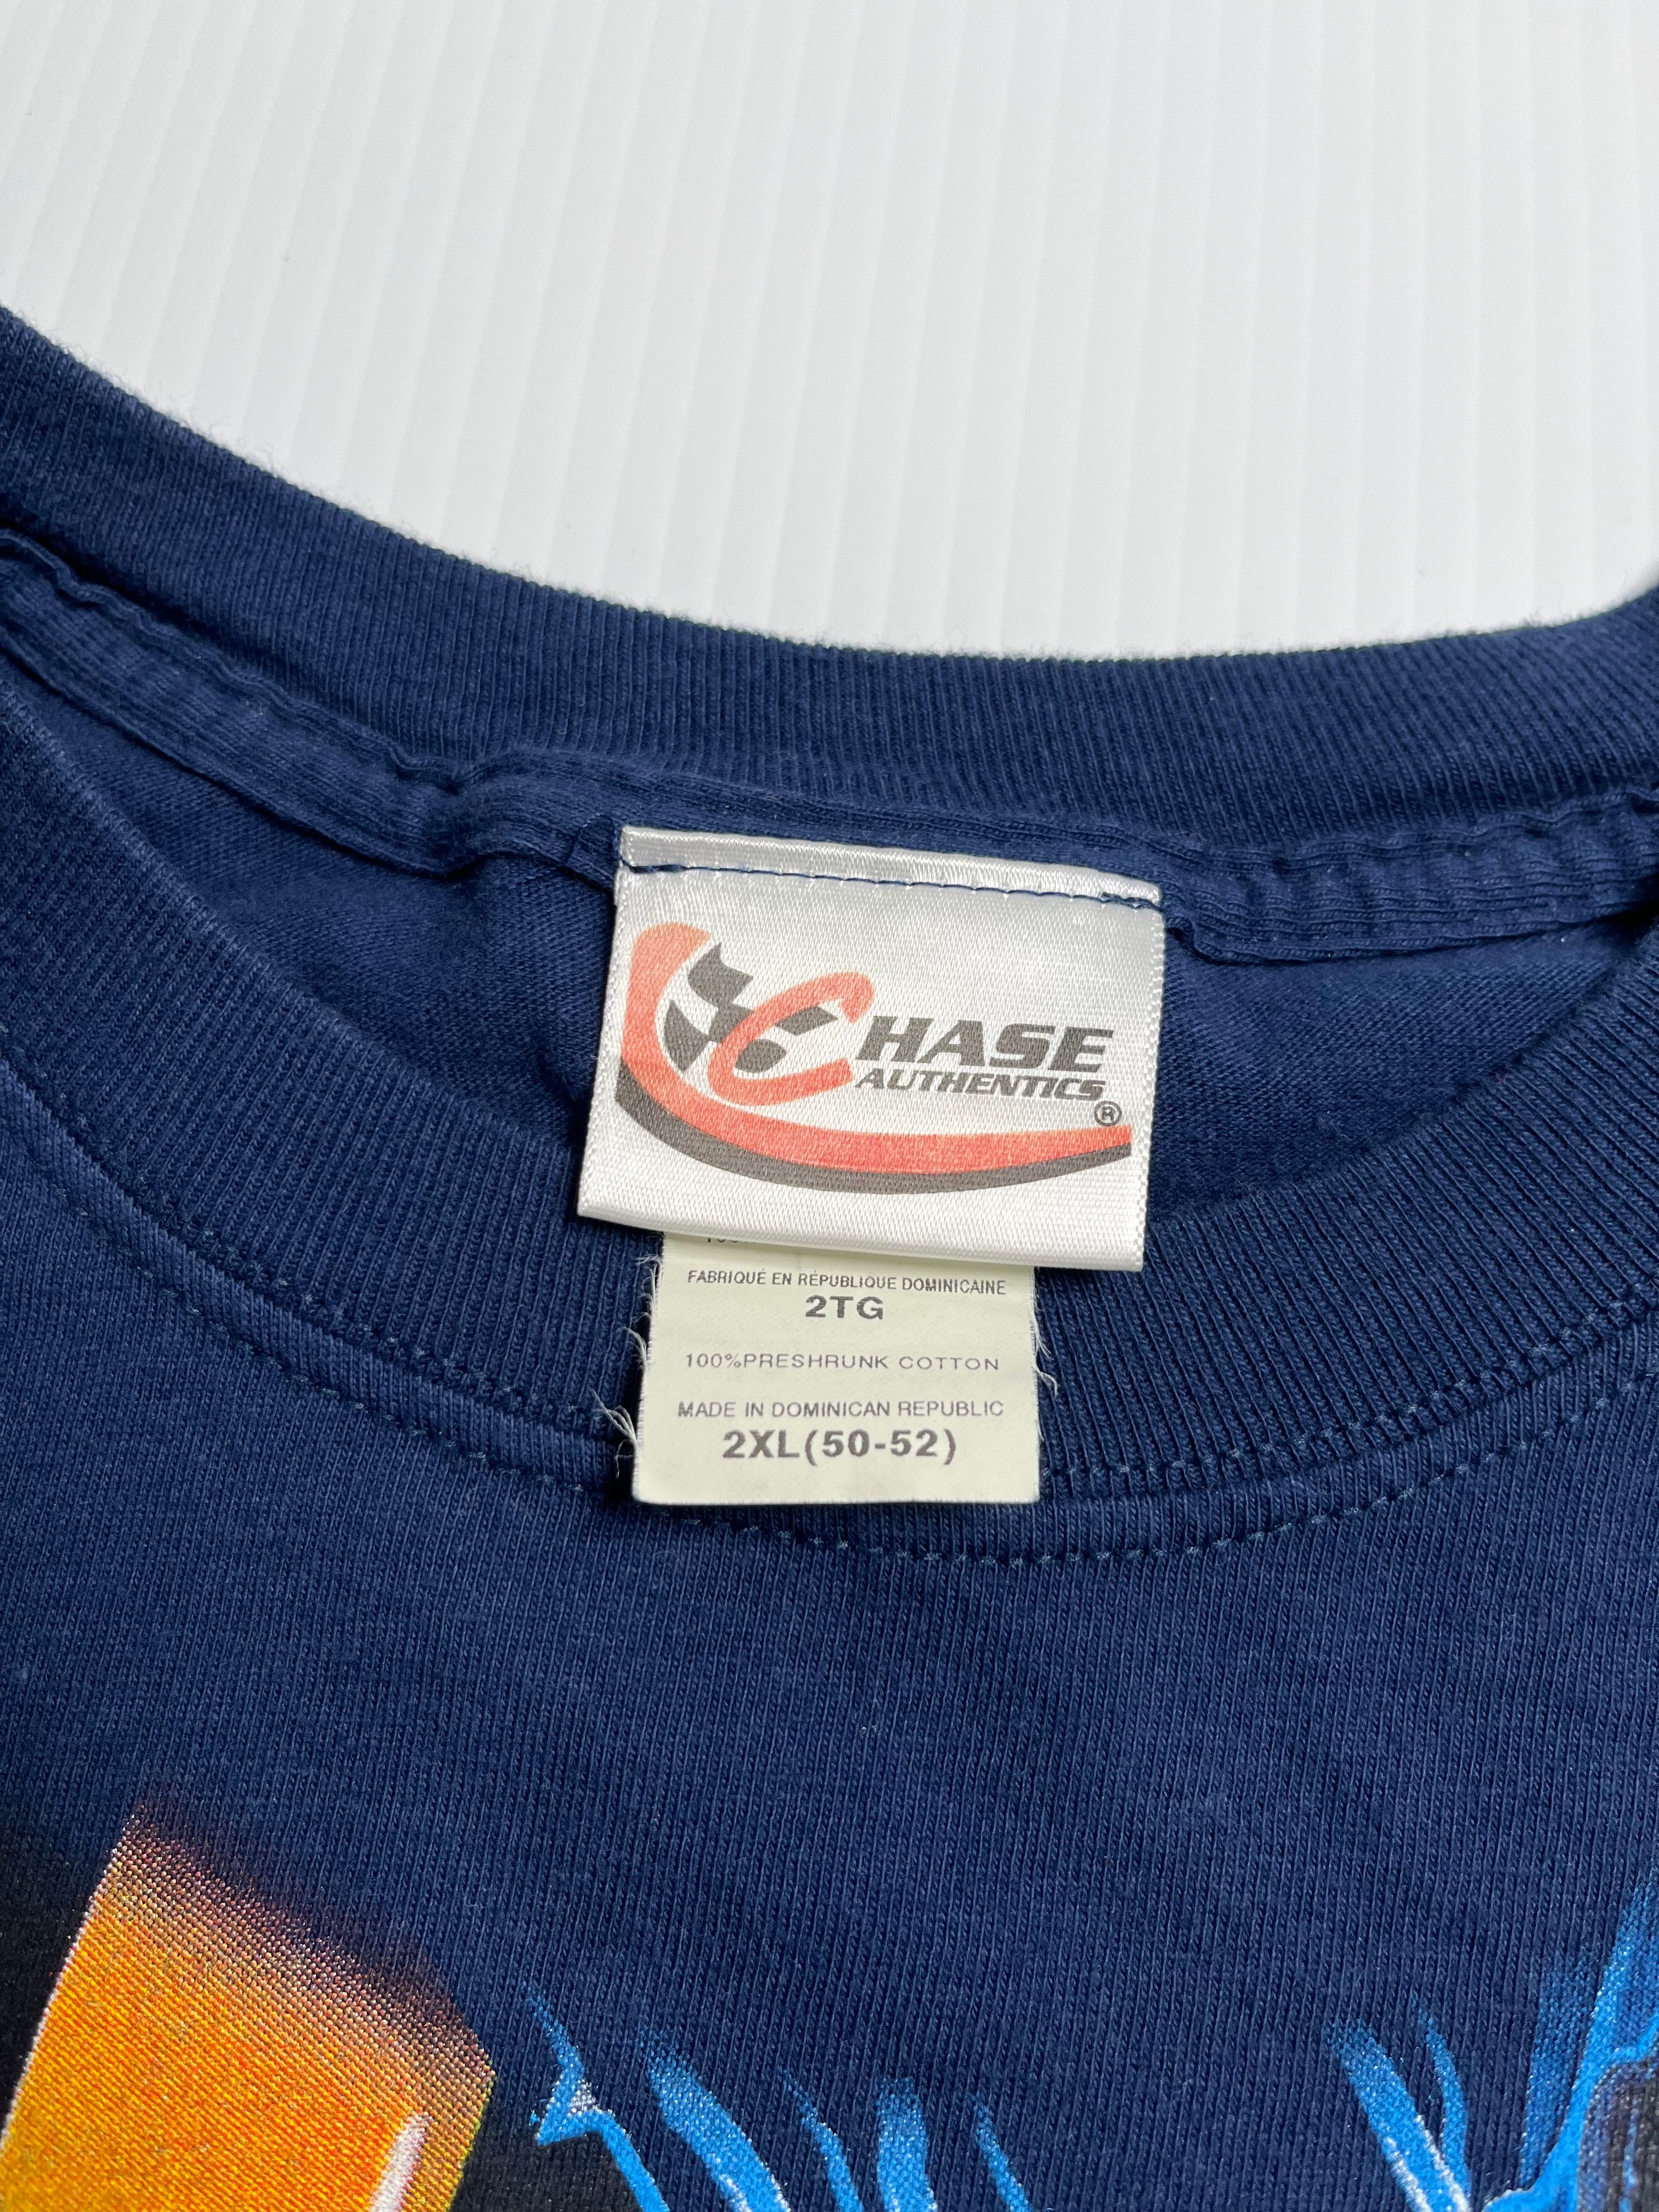 CHASE
AUTHENTICS®
FABRIQUÉ EN RÉPUBLIQUE DOMINICAINE
2TG
100%PRESHRUNK COTTON
MADE IN DOMINICAN REPUBLIC
2XL(50-52)